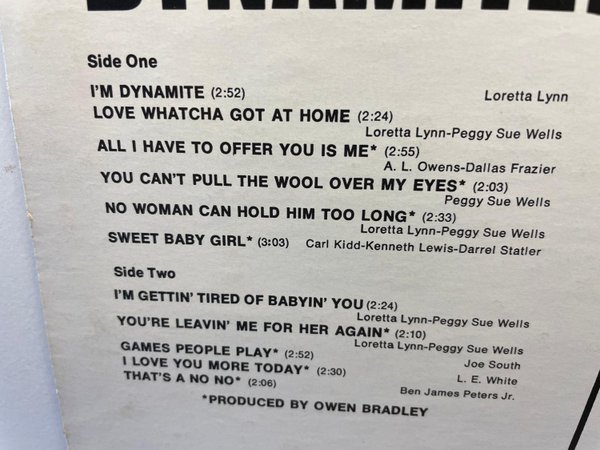 DYNAMITE!
Side One
I'M DYNAMITE (2:52)
Loretta Lynn
LOVE WHATCHA GOT AT HOME (2:24)
Loretta Lynn-Peggy Sue Wells
ALL I HAVE TO OFFER YOU IS ME* (2:55)
A. L. Owens-Dallas Frazier
YOU CAN'T PULL THE WOOL OVER MY EYES* (2:03)
Peggy Sue Wells
NO WOMAN CAN HOLD HIM TOO LONG* (2:33)
Loretta Lynn-Peggy Sue Wells
SWEET BABY GIRL* (3:03) Carl Kidd-Kenneth Lewis-Darrel Statler
Side Two
I'M GETTIN' TIRED OF BABYIN' YOU (2:24)
Loretta Lynn-Peggy Sue Wells
YOU'RE LEAVIN' ME FOR HER AGAIN* (2:10)
Loretta Lynn-Peggy Sue Wells
GAMES PEOPLE PLAY* (2:52) Joe South
I LOVE YOU MORE TODAY* (2:30) L. E. White
THAT'S A NO NO* (2:06) Ben James Peters Jr.
*PRODUCED BY OWEN BRADLEY